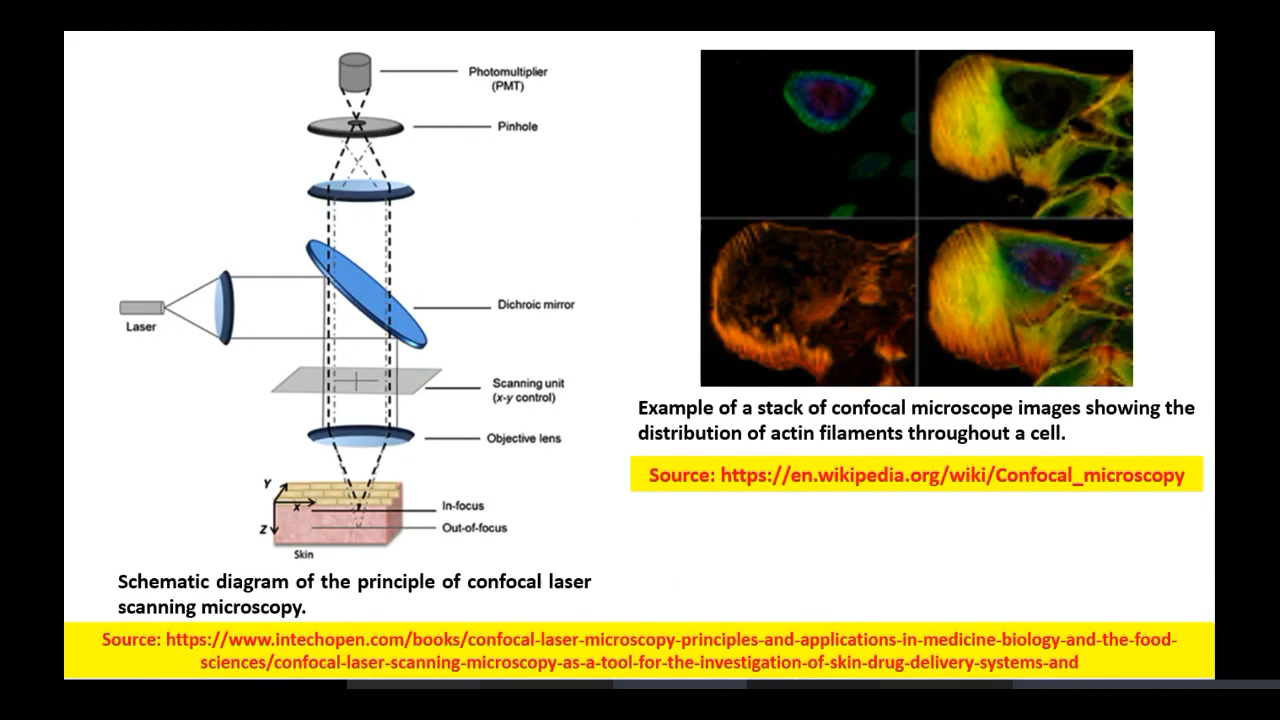 Photomultiplier
(PMT)
Pinhole
Dichroic mirror
Laser
Scanning unit
(x-y control)
Objective lens
Y
X
Z
In-focus
Out-of-focus
Skin
Schematic diagram of the principle of confocal laser
scanning microscopy.
Example of a stack of confocal microscope images showing the
distribution of actin filaments throughout a cell.
Source: https://en.wikipedia.org/wiki/Confocal_microscopy
Source: https://www.intechopen.com/books/confocal-laser-microscopy-principles-and-applications-in-medicine-biology-and-the-food-
sciences/confocal-laser-scanning-microscopy-as-a-tool-for-the-investigation-of-skin-drug-delivery-systems-and